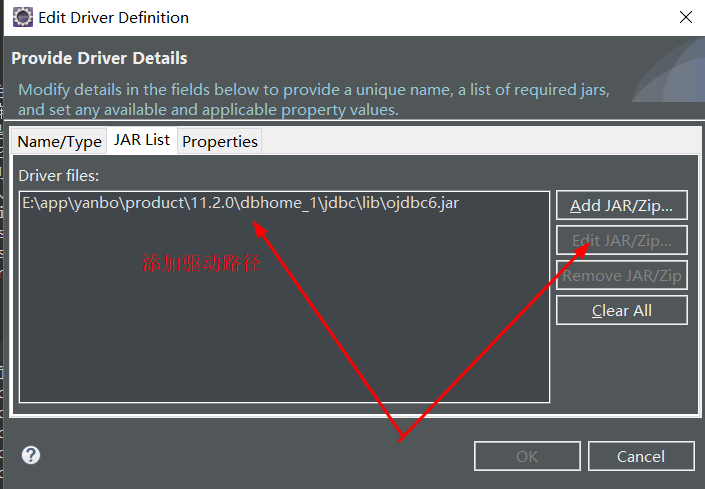 Edit Driver Definition
Provide Driver Details
Modify details in the fields below to provide a unique name, a list of required jars,
and set any available and applicable property values.
Name/Type JAR List Properties
Driver files:
E:\app\yanbo\product\11.2.0\dbhome_1\jdbc\lib\ojdbc6.jar
Add JAR/Zip...
Edit JAR/Zip...
添加驱动路径
Remove JAR/Zip
Clear All
OK Cancel